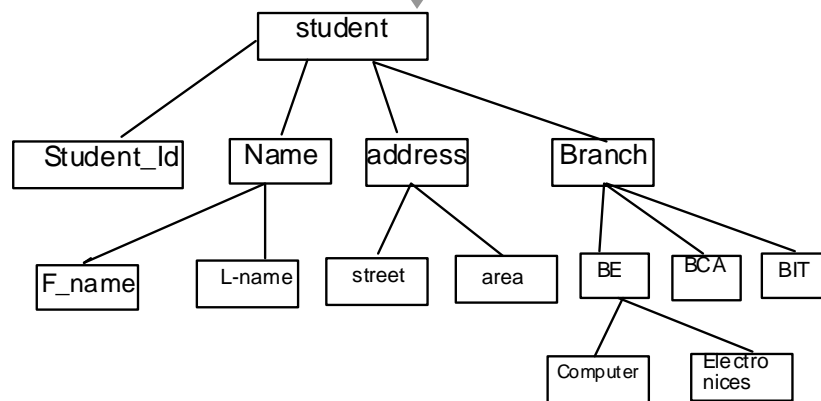 student
Student_Id
Name
address
Branch
F_name
L-name
street
area
BE
BCA
BIT
Computer
Electro
nices